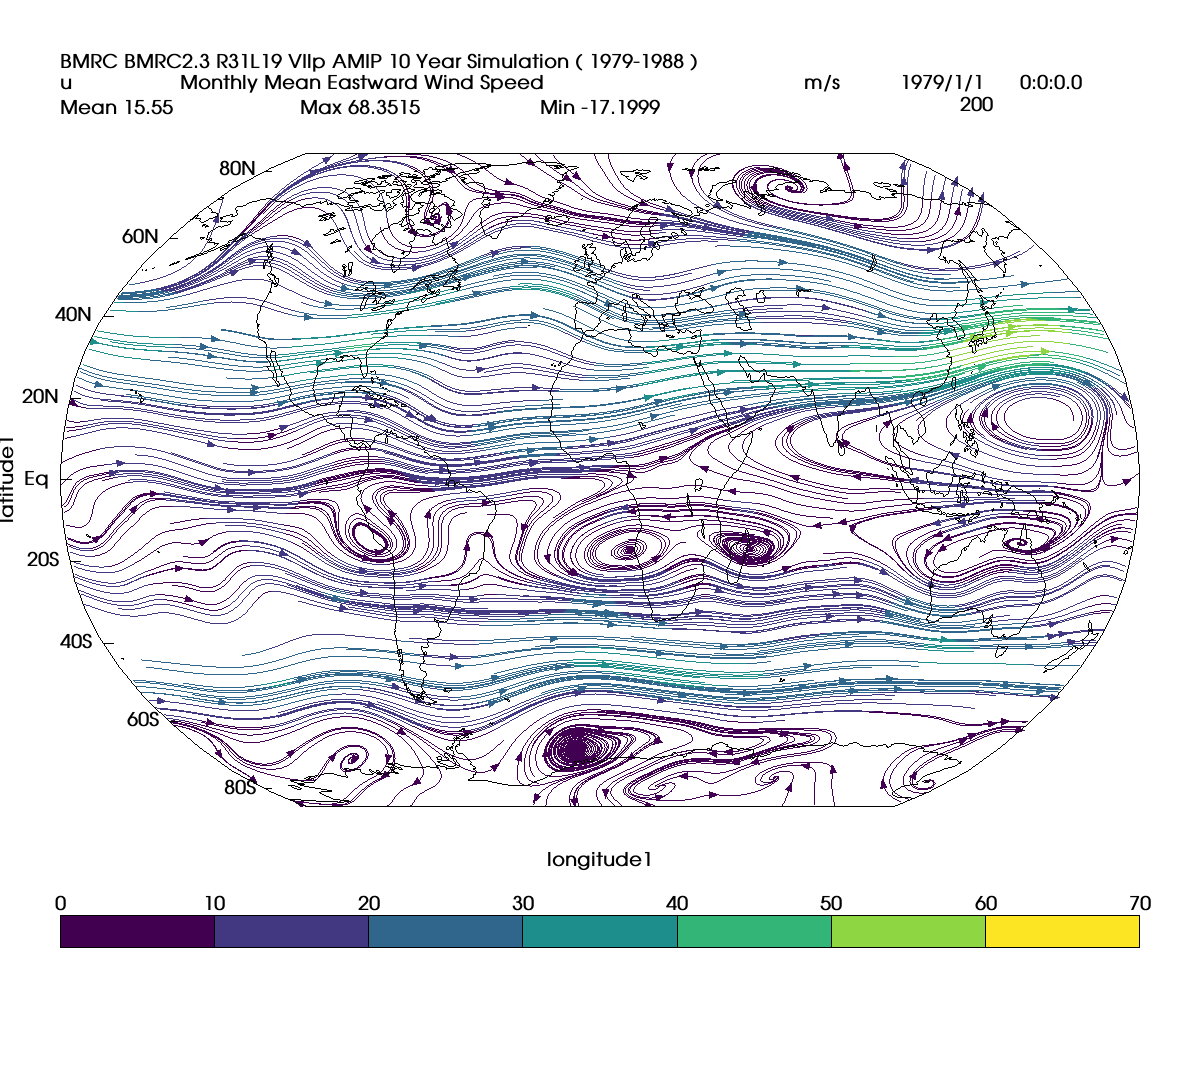 BMRC BMRC2.3 R31L19 VIIp AMIP 10 Year Simulation ( 1979-1988 )
u Monthly Mean Eastward Wind Speed m/s 1979/1/1 0:0:0.0
Mean 15.55 Max 68.3515 Min -17.1999 200
80N
60N
40N
20N
Eq
20S
40S
60S
80S
latitude1
longitude1
0 10 20 30 40 50 60 70